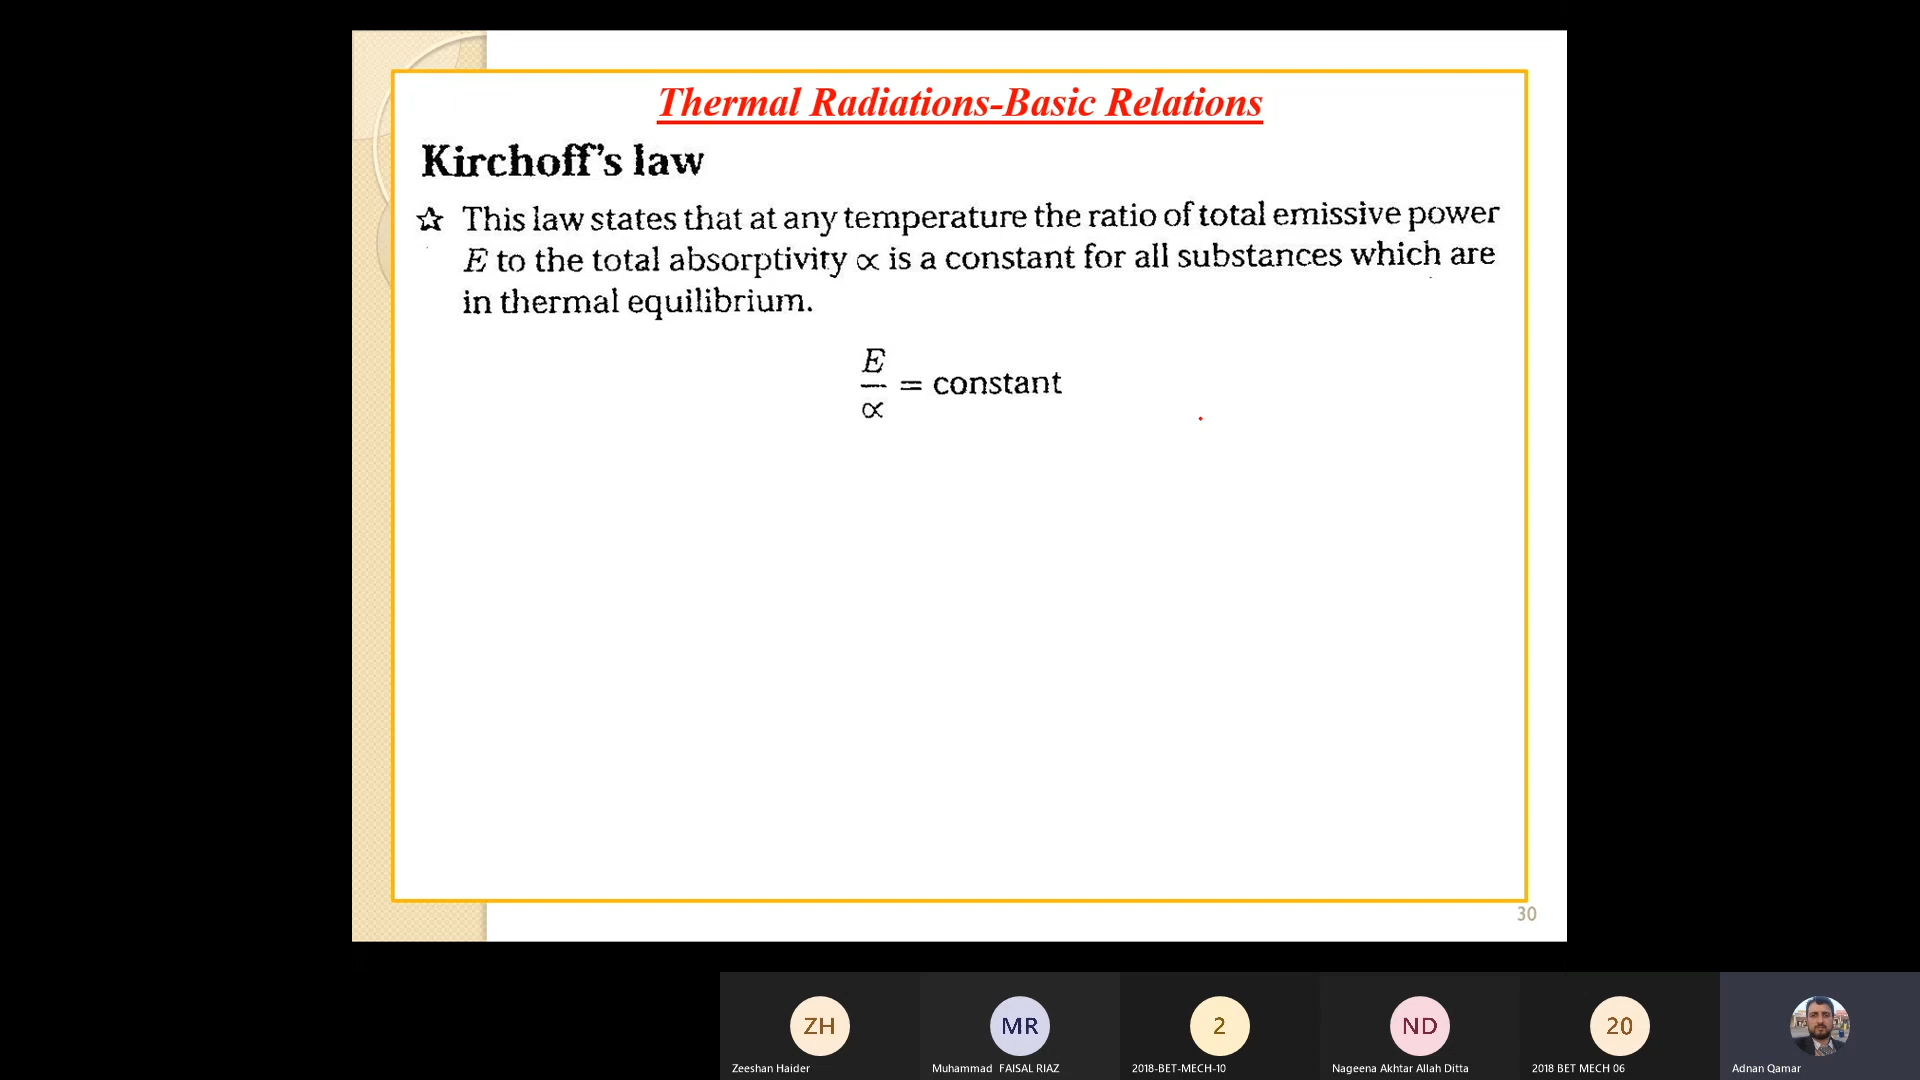 Thermal Radiations-Basic Relations
Kirchoff's law
☆ This law states that at any temperature the ratio of total emissive power
E to the total absorptivity ∝ is a constant for all substances which are
in thermal equilibrium.
E
— = constant
∝
30
ZH
MR
2
ND
20
Zeeshan Haider
Muhammad FAISAL RIAZ
2018-BET-MECH-10
Nageena Akhtar Allah Ditta
2018 BET MECH 06
Adnan Qamar